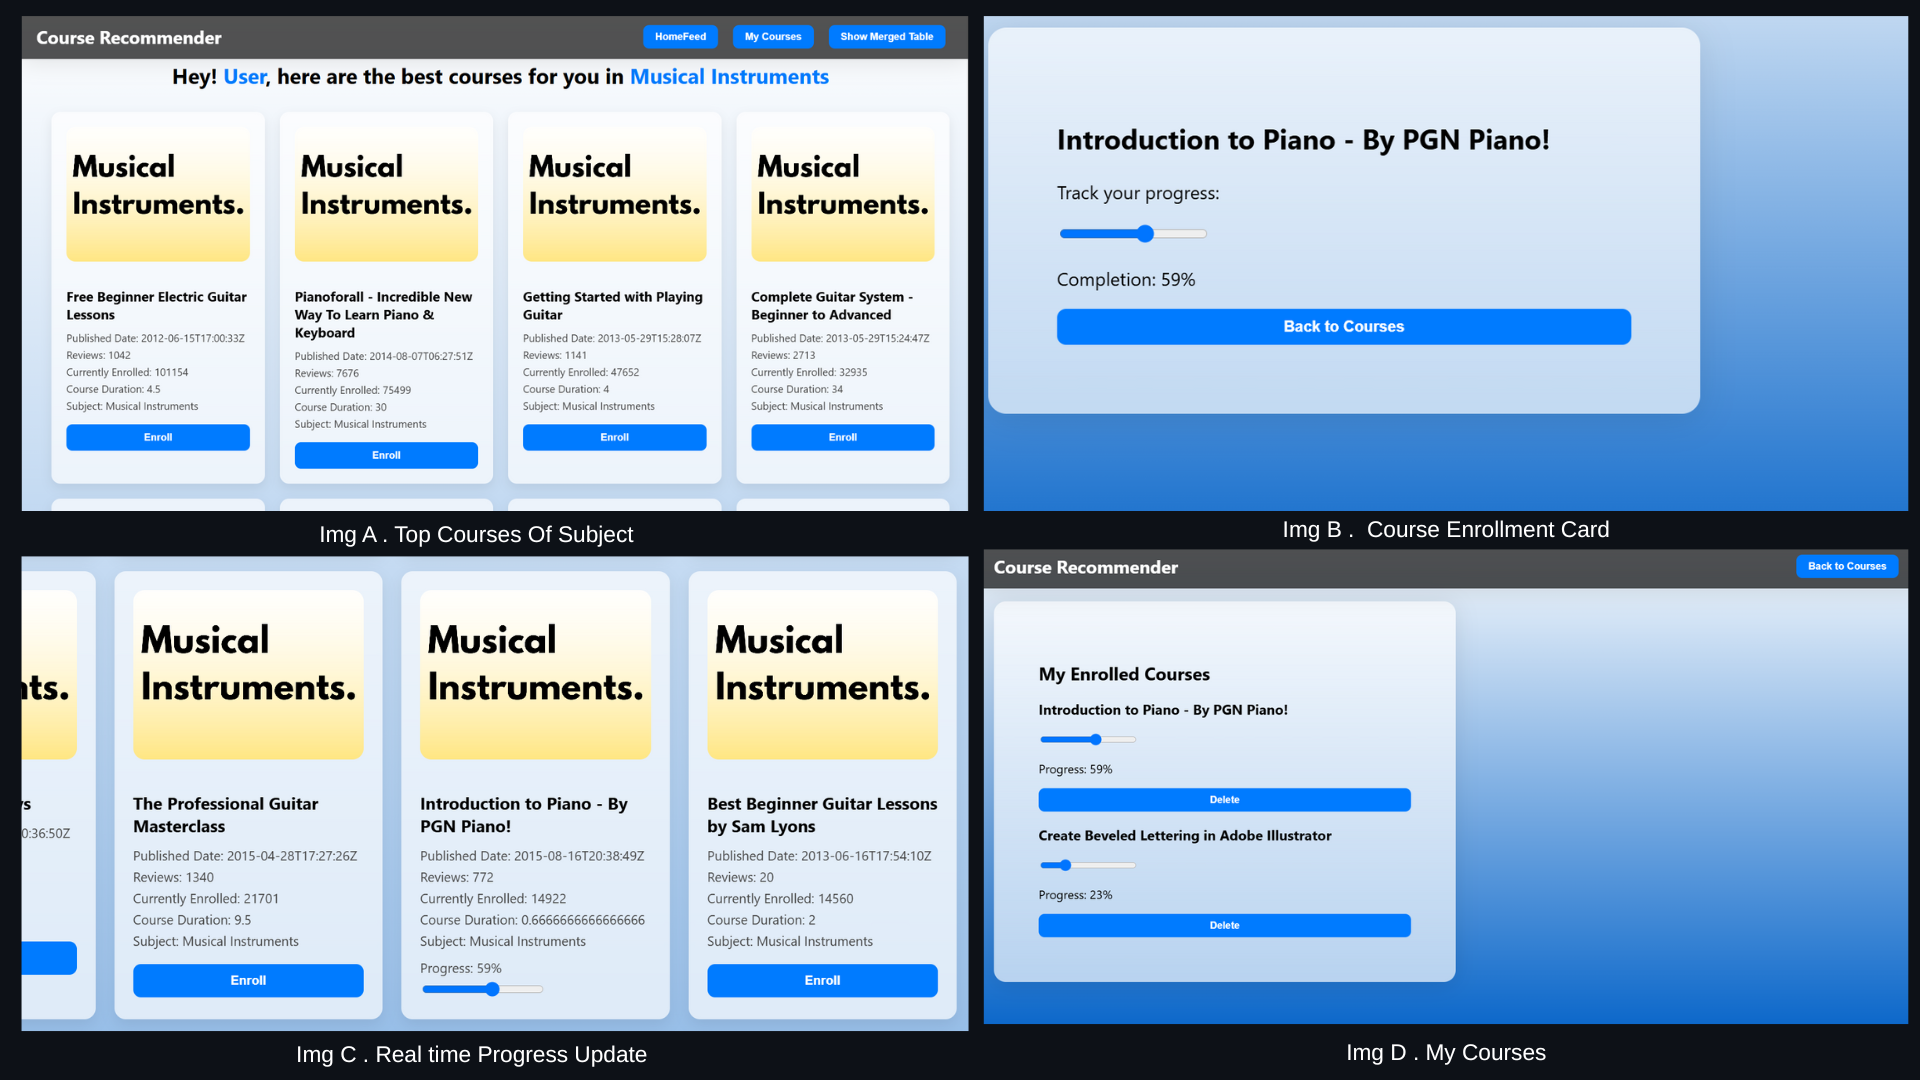 Course Recommender
HomeFeed
My Courses
Show Merged Table
Hey! User, here are the best courses for you in Musical Instruments
Musical
Instruments.
Free Beginner Electric Guitar
Lessons
Published Date: 2012-06-15T17:00:33Z
Reviews: 1042
Currently Enrolled: 101154
Course Duration: 4.5
Subject: Musical Instruments
Enroll
Musical
Instruments.
Pianoforall - Incredible New
Way To Learn Piano &
Keyboard
Published Date: 2014-08-07T06:27:51Z
Reviews: 7676
Currently Enrolled: 75499
Course Duration: 30
Subject: Musical Instruments
Enroll
Musical
Instruments.
Getting Started with Playing
Guitar
Published Date: 2013-05-29T15:28:07Z
Reviews: 1141
Currently Enrolled: 47652
Course Duration: 4
Subject: Musical Instruments
Enroll
Musical
Instruments.
Complete Guitar System -
Beginner to Advanced
Published Date: 2013-05-29T15:24:47Z
Reviews: 2713
Currently Enrolled: 32935
Course Duration: 34
Subject: Musical Instruments
Enroll
Img A . Top Courses Of Subject
Introduction to Piano - By PGN Piano!
Track your progress:
Completion: 59%
Back to Courses
Img B .  Course Enrollment Card
nts.
s
0:36:50Z
Musical
Instruments.
The Professional Guitar
Masterclass
Published Date: 2015-04-28T17:27:26Z
Reviews: 1340
Currently Enrolled: 21701
Course Duration: 9.5
Subject: Musical Instruments
Enroll
Musical
Instruments.
Introduction to Piano - By
PGN Piano!
Published Date: 2015-08-16T20:38:49Z
Reviews: 772
Currently Enrolled: 14922
Course Duration: 0.6666666666666666
Subject: Musical Instruments
Progress: 59%
Musical
Instruments.
Best Beginner Guitar Lessons
by Sam Lyons
Published Date: 2013-06-16T17:54:10Z
Reviews: 20
Currently Enrolled: 14560
Course Duration: 2
Subject: Musical Instruments
Enroll
Img C . Real time Progress Update
Course Recommender
Back to Courses
My Enrolled Courses
Introduction to Piano - By PGN Piano!
Progress: 59%
Delete
Create Beveled Lettering in Adobe Illustrator
Progress: 23%
Delete
Img D . My Courses